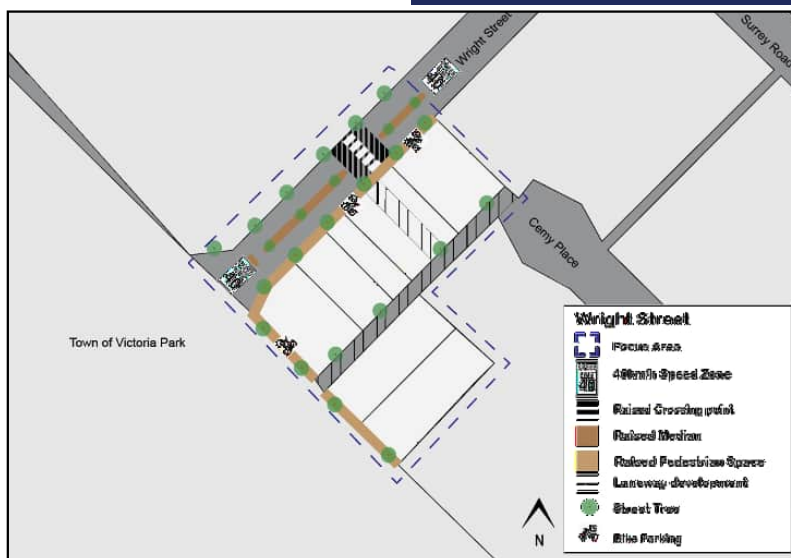 Wright Street
Surrey Road
Cemy Place
Town of Victoria Park
N
Wright Street
Focus Area
40km/h Speed Zone
Raised Crossing point
Raised Median
Raised Pedestrian Space
Laneway development
Street Tree
Bike Parking